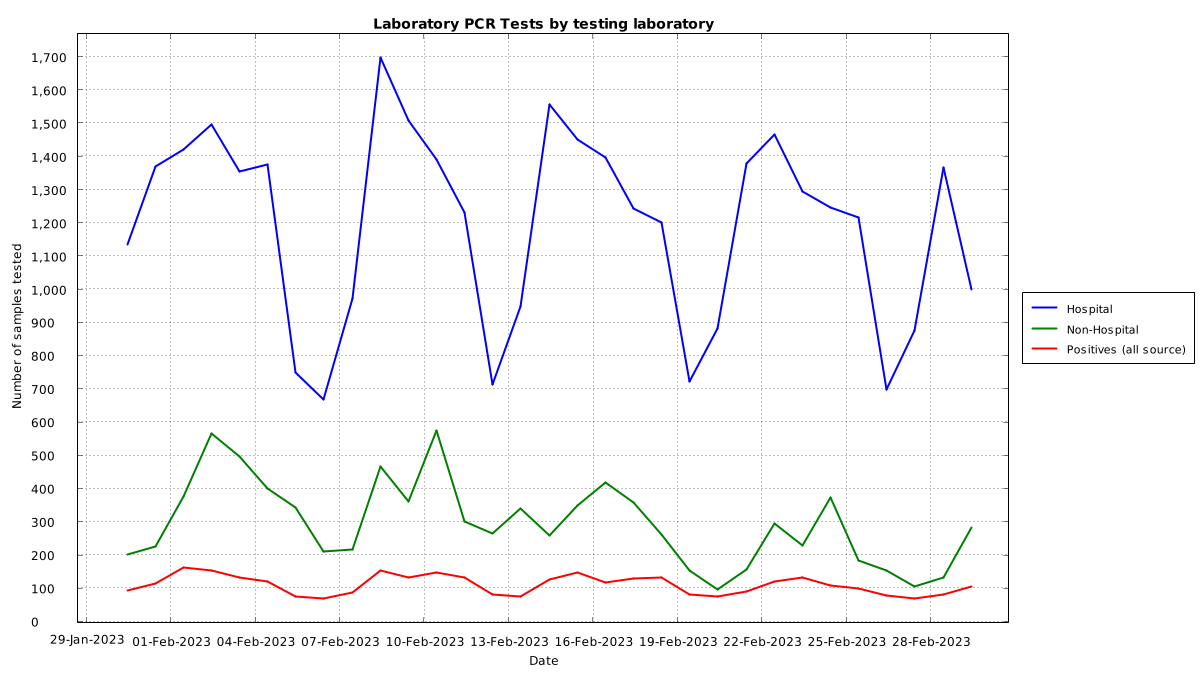 Laboratory PCR Tests by testing laboratory
Number of samples tested
1,700
1,600
1,500
1,400
1,300
1,200
1,100
1,000
900
800
700
600
500
400
300
200
100
0
29-Jan-2023 01-Feb-2023 04-Feb-2023 07-Feb-2023 10-Feb-2023 13-Feb-2023 16-Feb-2023 19-Feb-2023 22-Feb-2023 25-Feb-2023 28-Feb-2023
Date
Hospital
Non-Hospital
Positives (all source)